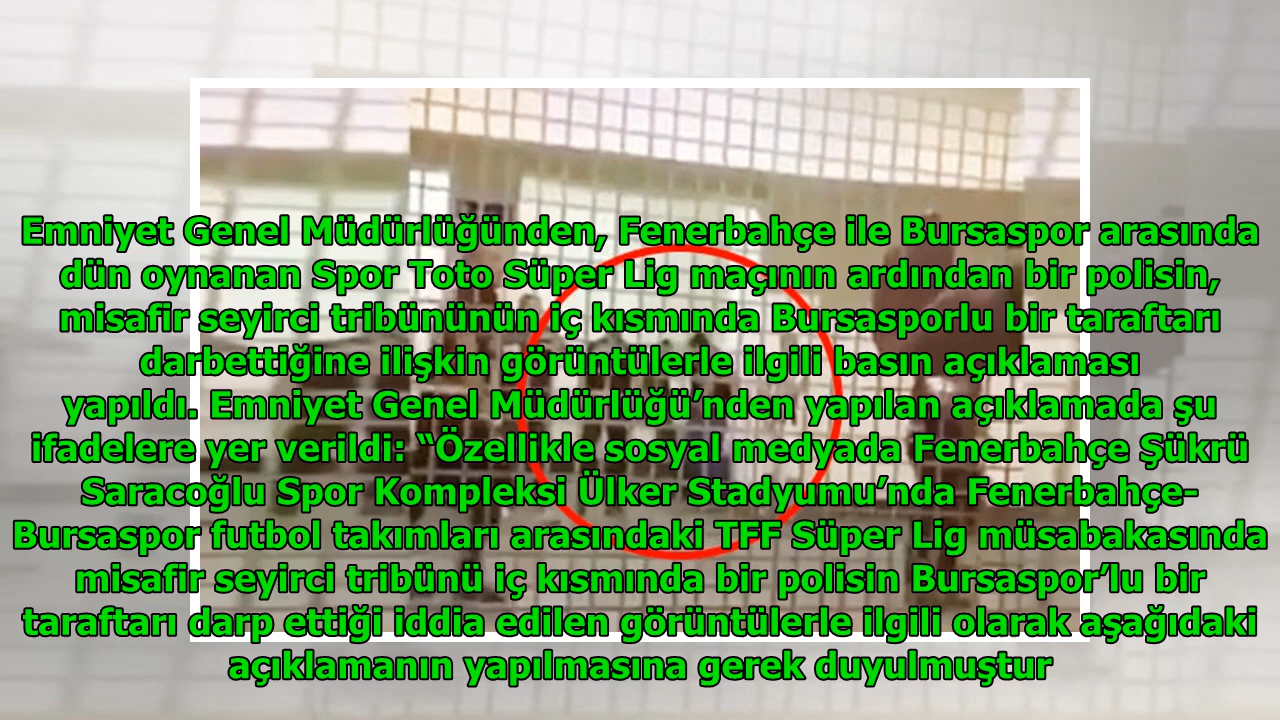 Emniyet Genel Müdürlüğünden, Fenerbahçe ile Bursaspor arasında
dün oynanan Spor Toto Süper Lig maçının ardından bir polisin,
misafir seyirci tribününün iç kısmında Bursasporlu bir taraftarı
darbettiğine ilişkin görüntülerle ilgili basın açıklaması
yapıldı. Emniyet Genel Müdürlüğü’nden yapılan açıklamada şu
ifadelere yer verildi: “Özellikle sosyal medyada Fenerbahçe Şükrü
Saracoğlu Spor Kompleksi Ülker Stadyumu’nda Fenerbahçe-
Bursaspor futbol takımları arasındaki TFF Süper Lig müsabakasında
misafir seyirci tribünü iç kısmında bir polisin Bursaspor’lu bir
taraftarı darp ettiği iddia edilen görüntülerle ilgili olarak aşağıdaki
açıklamanın yapılmasına gerek duyulmuştur